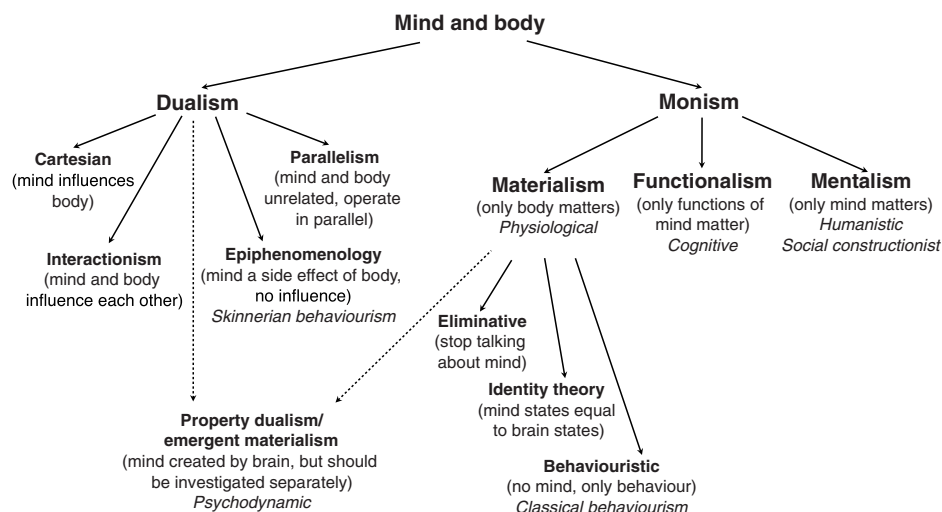 Mind and body
Dualism
Monism
Cartesian
(mind influences
body)
Parallelism
(mind and body
unrelated, operate
in parallel)
Interactionism
(mind and body
influence each other)
Epiphenomenology
(mind a side effect of body,
no influence)
Skinnerian behaviourism
Materialism
(only body matters)
Physiological
Functionalism
(only functions of
mind matter)
Cognitive
Mentalism
(only mind matters)
Humanistic
Social constructionist
Eliminative
(stop talking
about mind)
Identity theory
(mind states equal
to brain states)
Property dualism/
emergent materialism
(mind created by brain, but should
be investigated separately)
Psychodynamic
Behaviouristic
(no mind, only behaviour)
Classical behaviourism